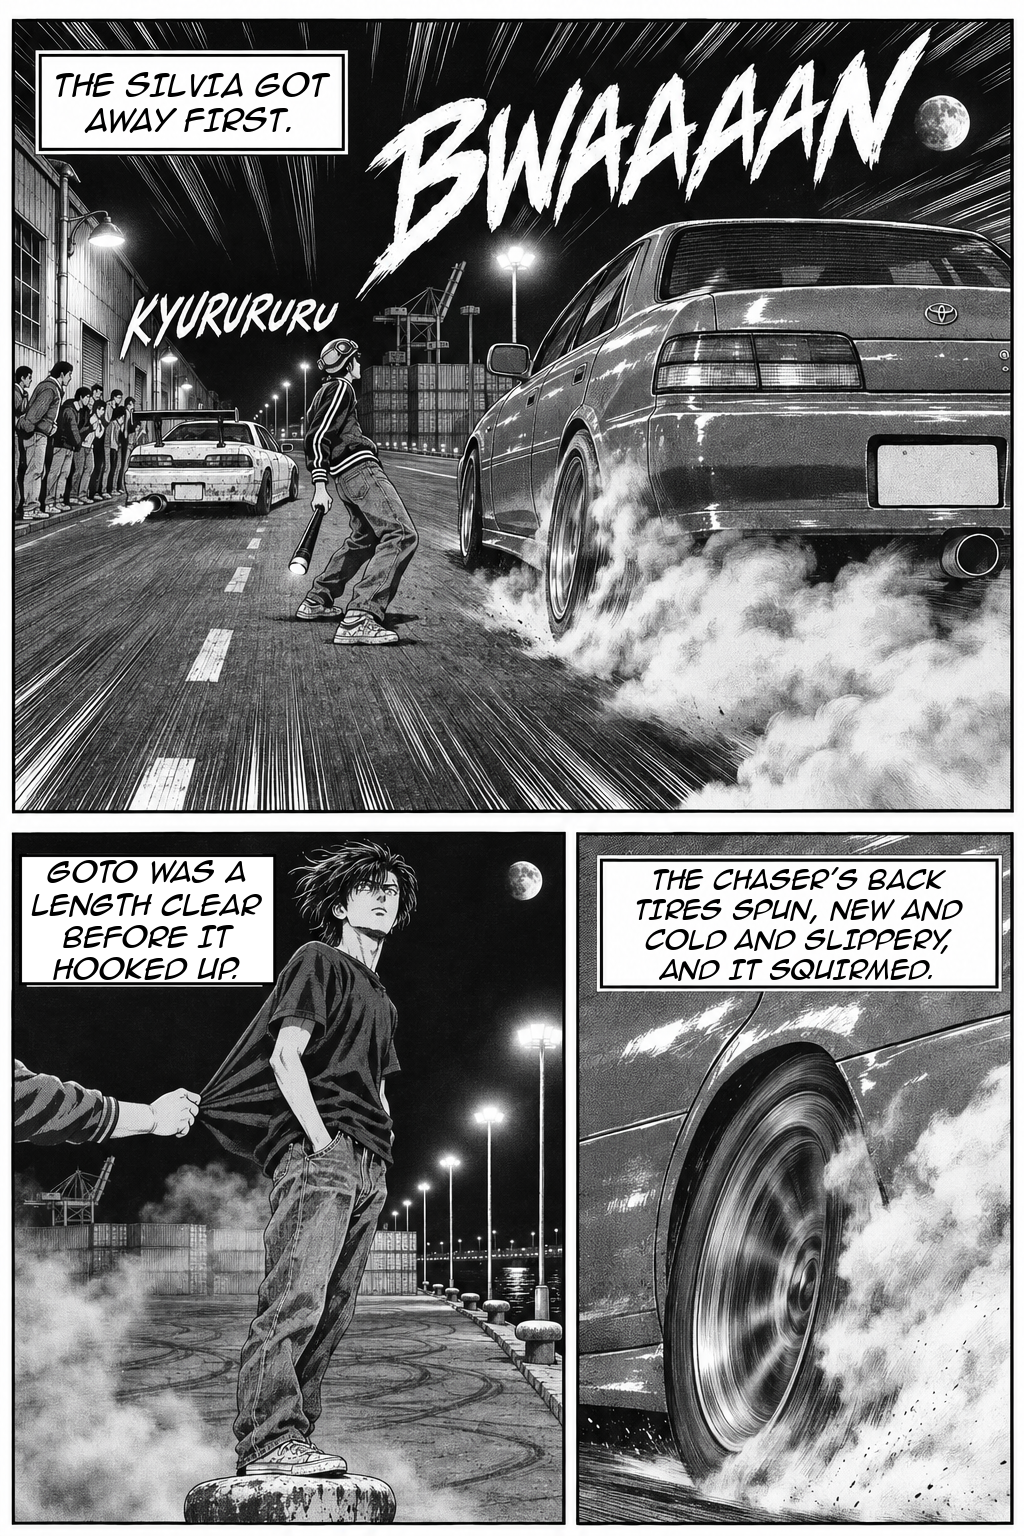 THE SILVIA GOT
AWAY FIRST.
BWAAAAN
KYURURURU
GOTO WAS A
LENGTH CLEAR
BEFORE IT
HOOKED UP.
THE CHASER'S BACK
TIRES SPUN, NEW AND
COLD AND SLIPPERY,
AND IT SQUIRMED.